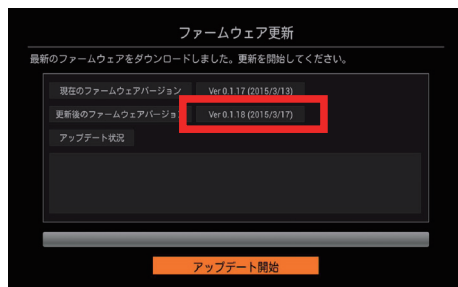 ファームウェア更新
最新のファームウェアをダウンロードしました。更新を開始してください。
現在のファームウェアバージョン Ver 0.1.17 (2015/3/13)
更新後のファームウェアバージョン Ver 0.1.18 (2015/3/17)
アップデート状況
アップデート開始